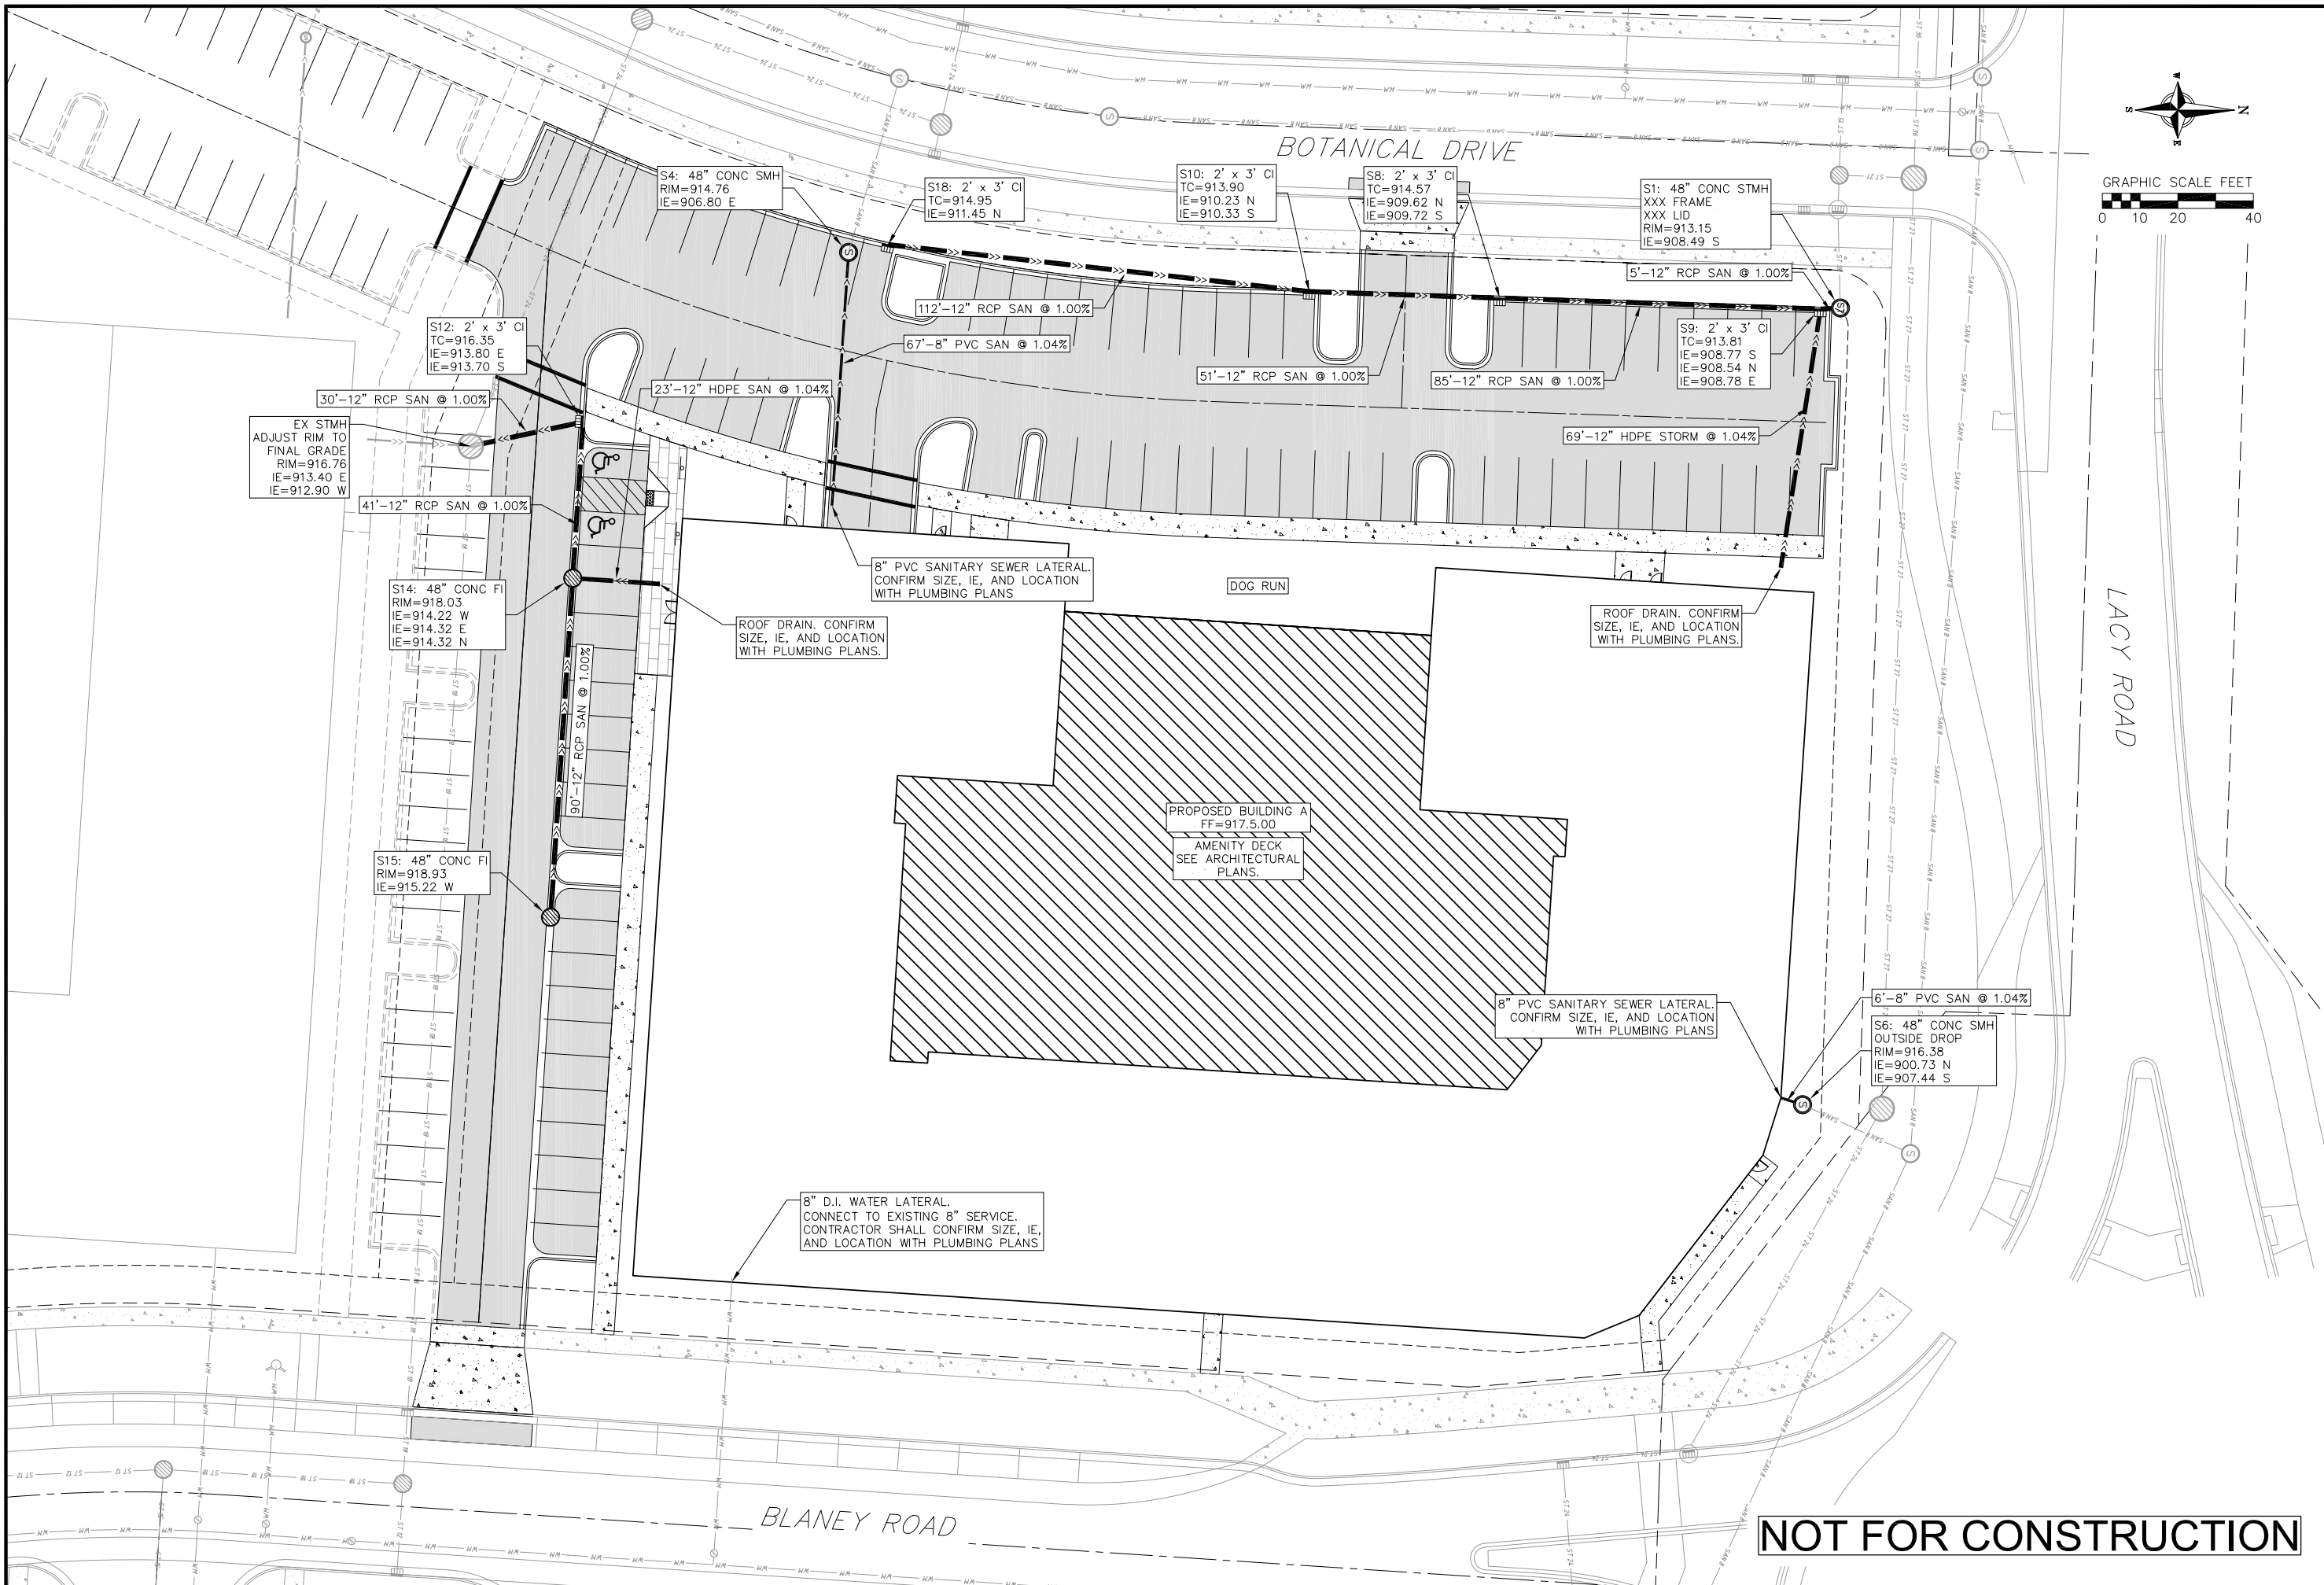 BOTANICAL DRIVE
W
S
N
E
GRAPHIC SCALE FEET
0 10 20 40
S4: 48" CONC SMH
RIM=914.76
IE=906.80 E
S18: 2' x 3' CI
TC=914.95
IE=911.45 N
S10: 2' x 3' CI
TC=913.90
IE=910.23 N
IE=910.33 S
S8: 2' x 3' CI
TC=914.57
IE=909.62 N
IE=909.72 S
S1: 48" CONC STMH
XXX FRAME
XXX LID
RIM=913.15
IE=908.49 S
5'-12" RCP SAN @ 1.00%
112'-12" RCP SAN @ 1.00%
67'-8" PVC SAN @ 1.04%
51'-12" RCP SAN @ 1.00%
85'-12" RCP SAN @ 1.00%
S9: 2' x 3' CI
TC=913.81
IE=908.77 S
IE=908.54 N
IE=908.78 E
S12: 2' x 3' CI
TC=916.35
IE=913.80 E
IE=913.70 S
23'-12" HDPE SAN @ 1.04%
30'-12" RCP SAN @ 1.00%
EX STMH
ADJUST RIM TO
FINAL GRADE
RIM=916.76
IE=913.40 E
IE=912.90 W
69'-12" HDPE STORM @ 1.04%
41'-12" RCP SAN @ 1.00%
8" PVC SANITARY SEWER LATERAL.
CONFIRM SIZE, IE, AND LOCATION
WITH PLUMBING PLANS
DOG RUN
S14: 48" CONC FI
RIM=918.03
IE=914.22 W
IE=914.32 E
IE=914.32 N
ROOF DRAIN. CONFIRM
SIZE, IE, AND LOCATION
WITH PLUMBING PLANS.
ROOF DRAIN. CONFIRM
SIZE, IE, AND LOCATION
WITH PLUMBING PLANS.
LACY ROAD
90'-12" RCP SAN @ 1.00%
PROPOSED BUILDING A
FF=917.5.00
AMENITY DECK
SEE ARCHITECTURAL
PLANS.
S15: 48" CONC FI
RIM=918.93
IE=915.22 W
8" PVC SANITARY SEWER LATERAL.
CONFIRM SIZE, IE, AND LOCATION
WITH PLUMBING PLANS
6'-8" PVC SAN @ 1.04%
S6: 48" CONC SMH
OUTSIDE DROP
RIM=916.38
IE=900.73 N
IE=907.44 S
8" D.I. WATER LATERAL.
CONNECT TO EXISTING 8" SERVICE.
CONTRACTOR SHALL CONFIRM SIZE, IE,
AND LOCATION WITH PLUMBING PLANS
BLANEY ROAD
NOT FOR CONSTRUCTION